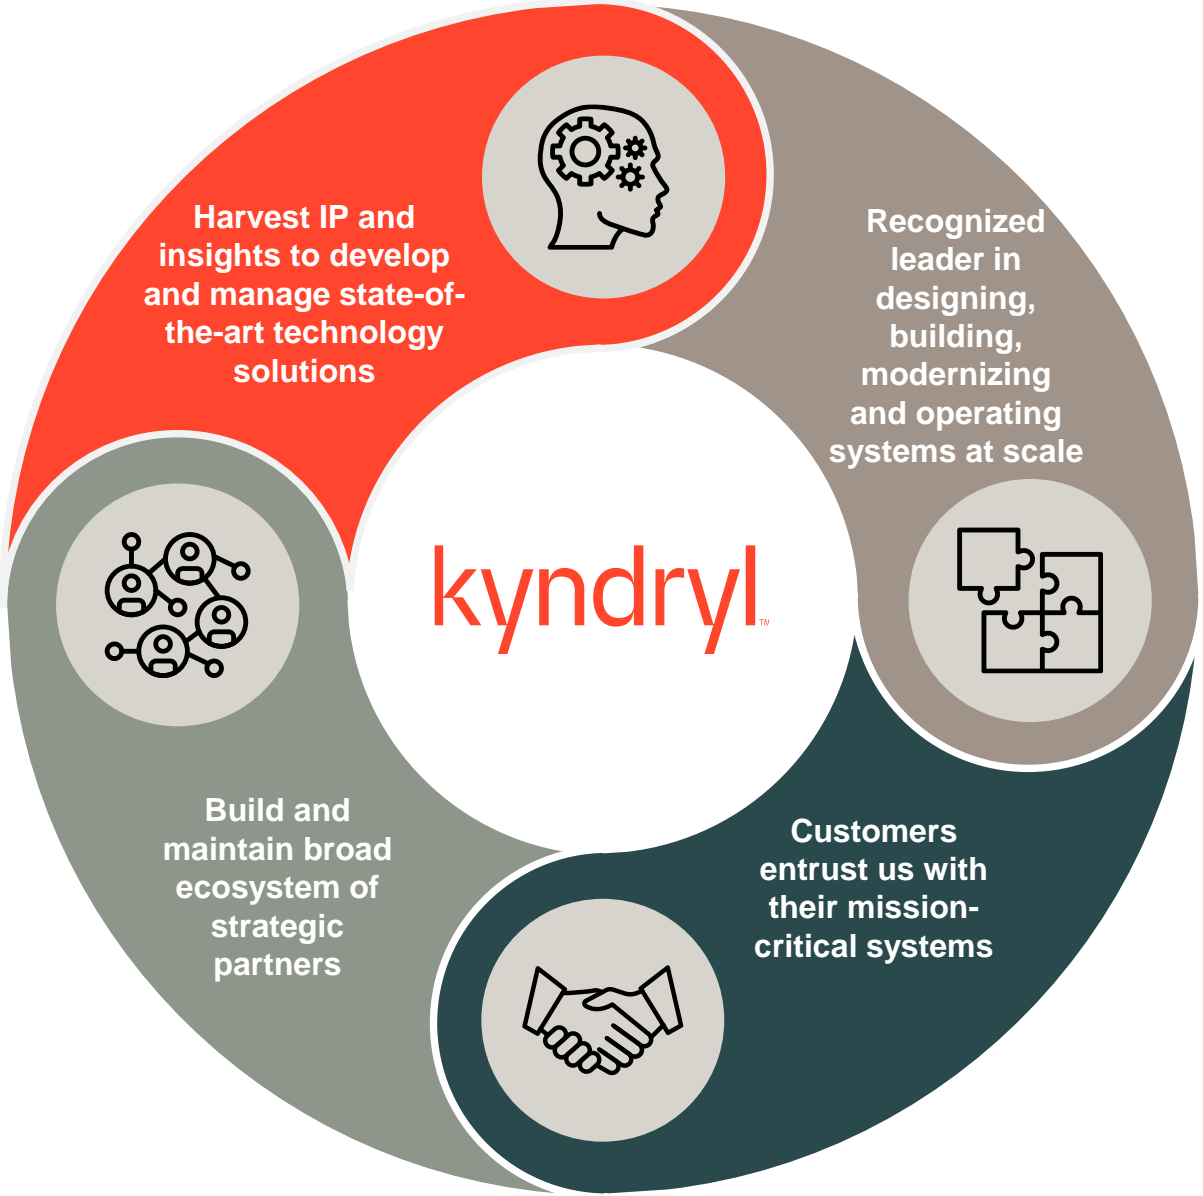 Harvest IP and
insights to develop
and manage state-of-
the-art technology
solutions
Recognized
leader in
designing,
building,
modernizing
and operating
systems at scale
kyndryl™
Build and
maintain broad
ecosystem of
strategic
partners
Customers
entrust us with
their mission-
critical systems